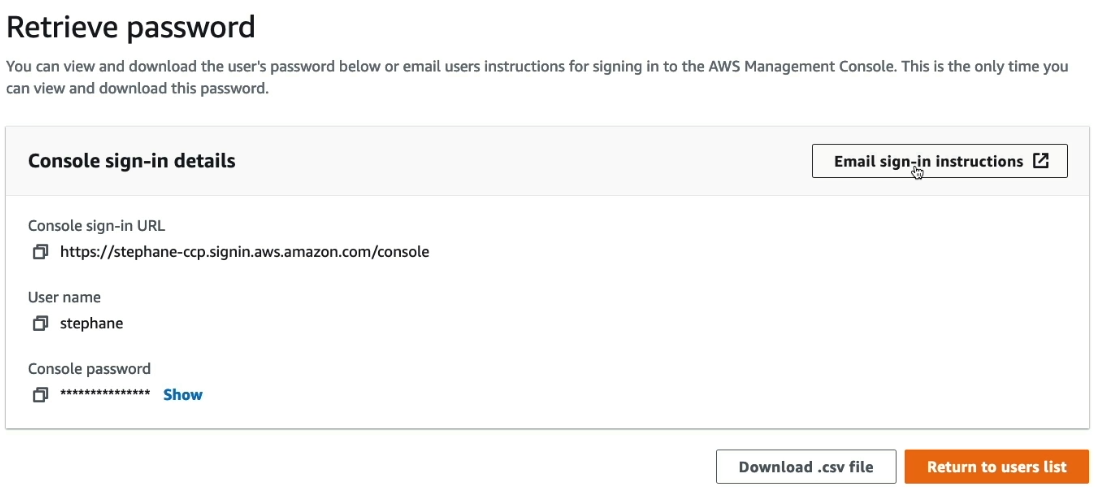 Retrieve password
You can view and download the user's password below or email users instructions for signing in to the AWS Management Console. This is the only time you
can view and download this password.
Console sign-in details
Email sign-in instructions
Console sign-in URL
https://stephane-ccp.signin.aws.amazon.com/console
User name
stephane
Console password
*************** Show
Download .csv file
Return to users list